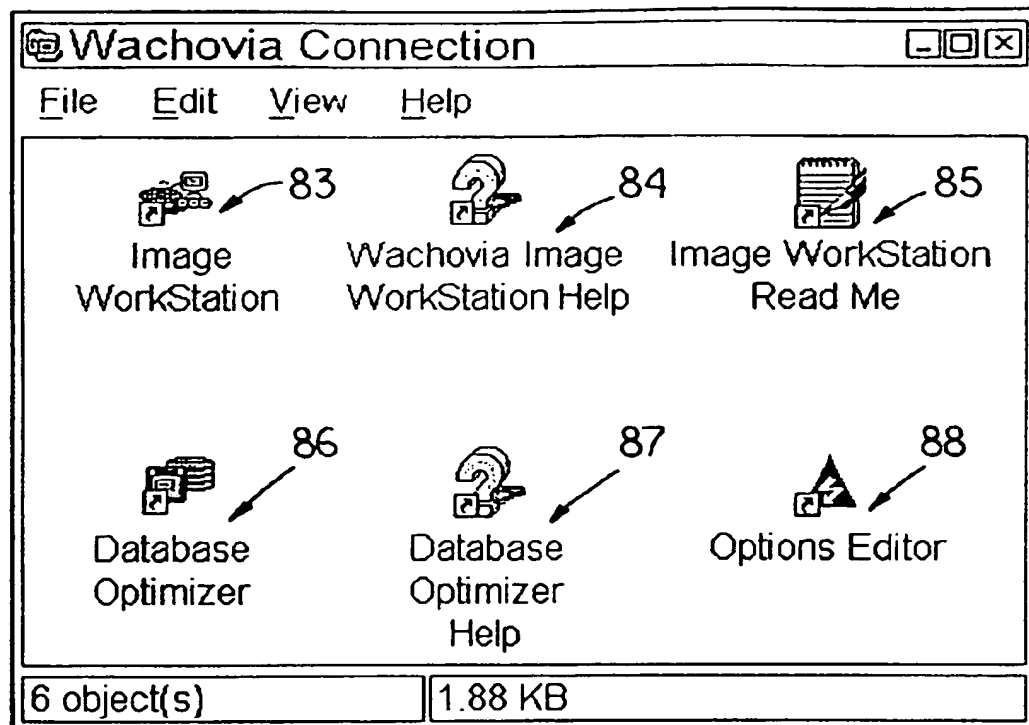 Wachovia Connection
File Edit View Help
83 84 85
Image WorkStation
Wachovia Image WorkStation Help
Image WorkStation Read Me
86 87 88
Database Optimizer
Database Optimizer Help
Options Editor
6 object(s) 1.88 KB